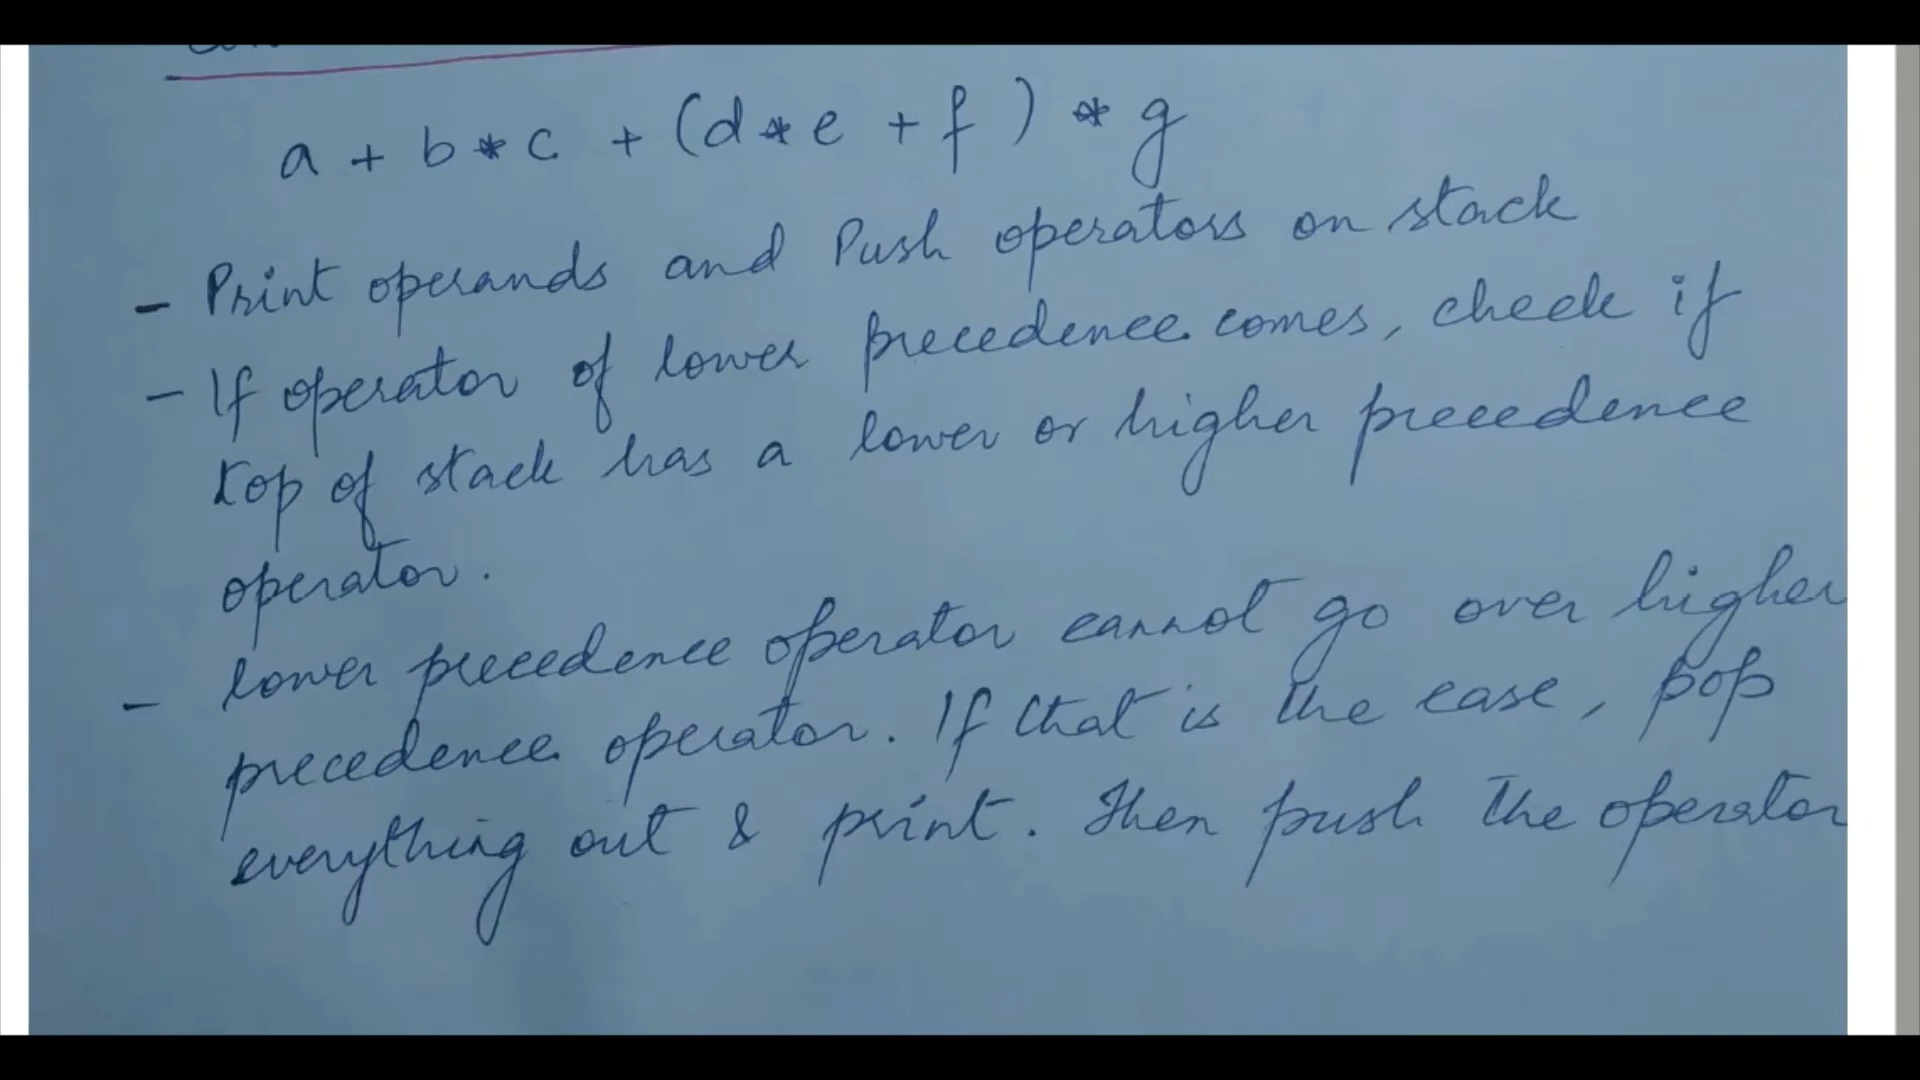 a + b * c + (d * e + f) * g
- Print operands and Push operators on stack
- If operator of lower precedence comes, check if
top of stack has a lower or higher precedence
operator.
- lower precedence operator cannot go over higher
precedence operator. If that is the case, pop
everything out & print. Then push the operator